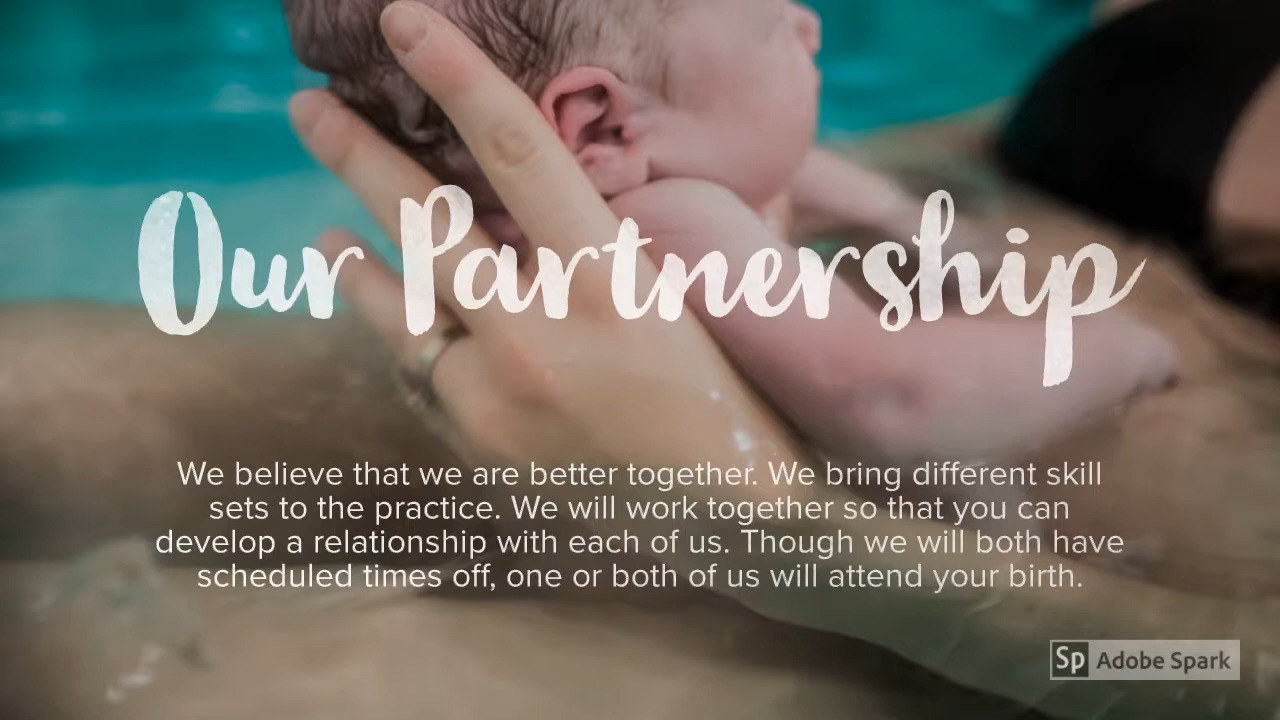 Our Partnership
We believe that we are better together. We bring different skill
sets to the practice. We will work together so that you can
develop a relationship with each of us. Though we will both have
scheduled times off, one or both of us will attend your birth.
Sp Adobe Spark